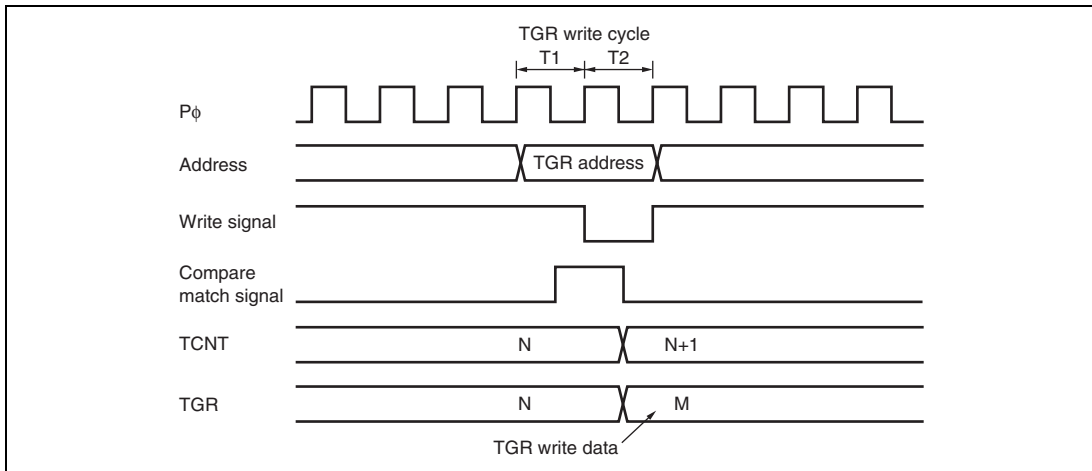 TGR write cycle
T1 T2
Pϕ
Address TGR address
Write signal
Compare
match signal
TCNT N N+1
TGR N M
TGR write data